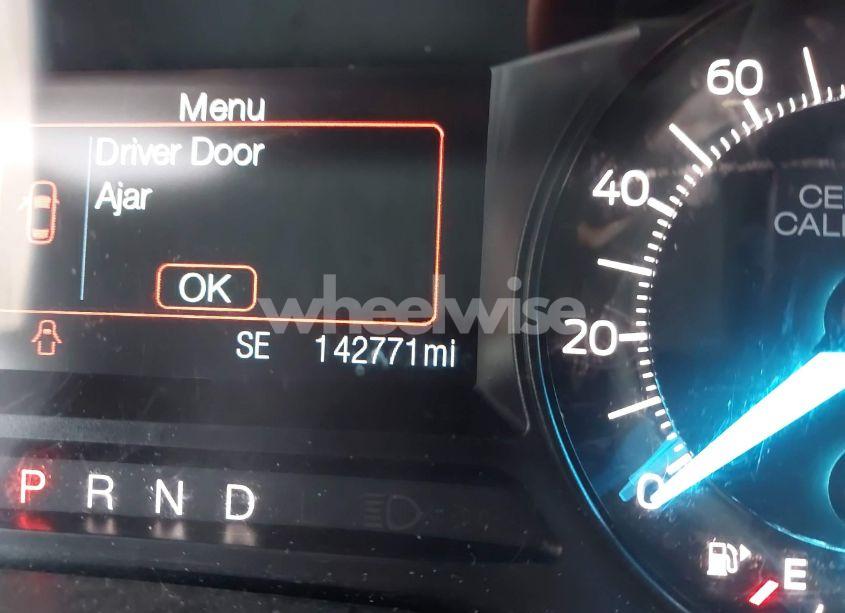 Menu
Driver Door
Ajar
OK
SE 142771mi
P R N D
0
20
40
60
CE
CALI
E
wheelwise